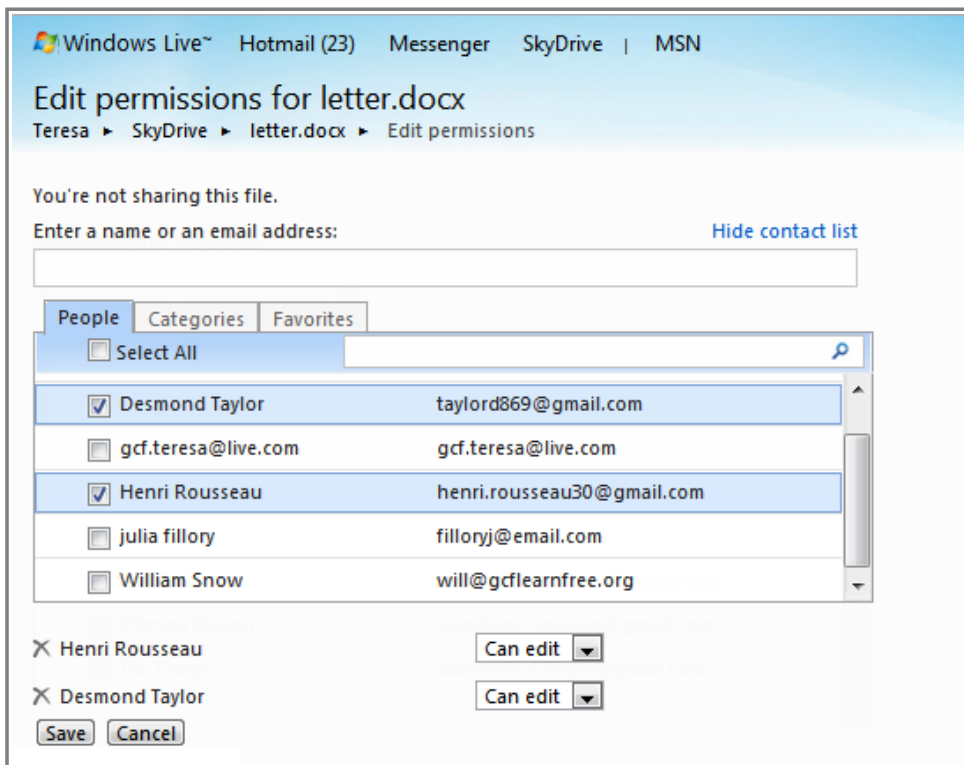 Windows Live™ Hotmail (23) Messenger SkyDrive | MSN
Edit permissions for letter.docx
Teresa ► SkyDrive ► letter.docx ► Edit permissions
You're not sharing this file.
Enter a name or an email address: Hide contact list
People Categories Favorites
Select All
Desmond Taylor taylord869@gmail.com
gcf.teresa@live.com gcf.teresa@live.com
Henri Rousseau henri.rousseau30@gmail.com
julia fillory filloryj@email.com
William Snow will@gcflearnfree.org
Henri Rousseau Can edit
Desmond Taylor Can edit
Save Cancel